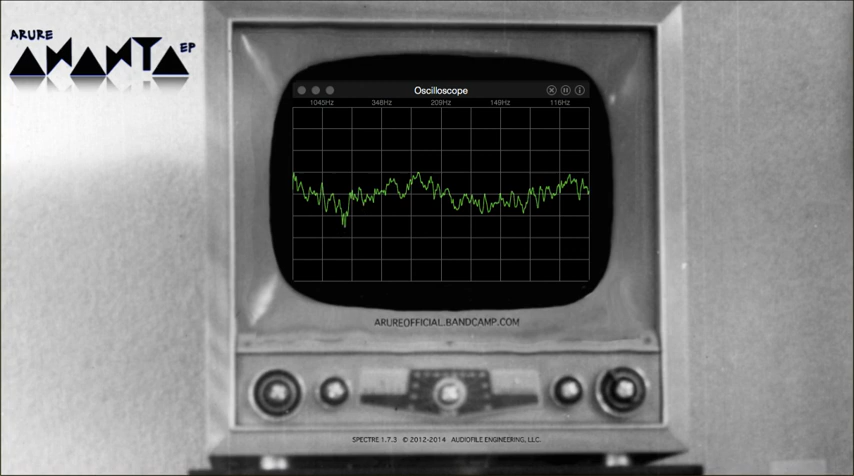 ARURE
AMANTA EP
Oscilloscope
1045Hz 348Hz 209Hz 149Hz 116Hz
ARUREOFFICIAL.BANDCAMP.COM
SPECTRE 1.7.3 © 2012-2014 AUDIOFILE ENGINEERING, LLC.